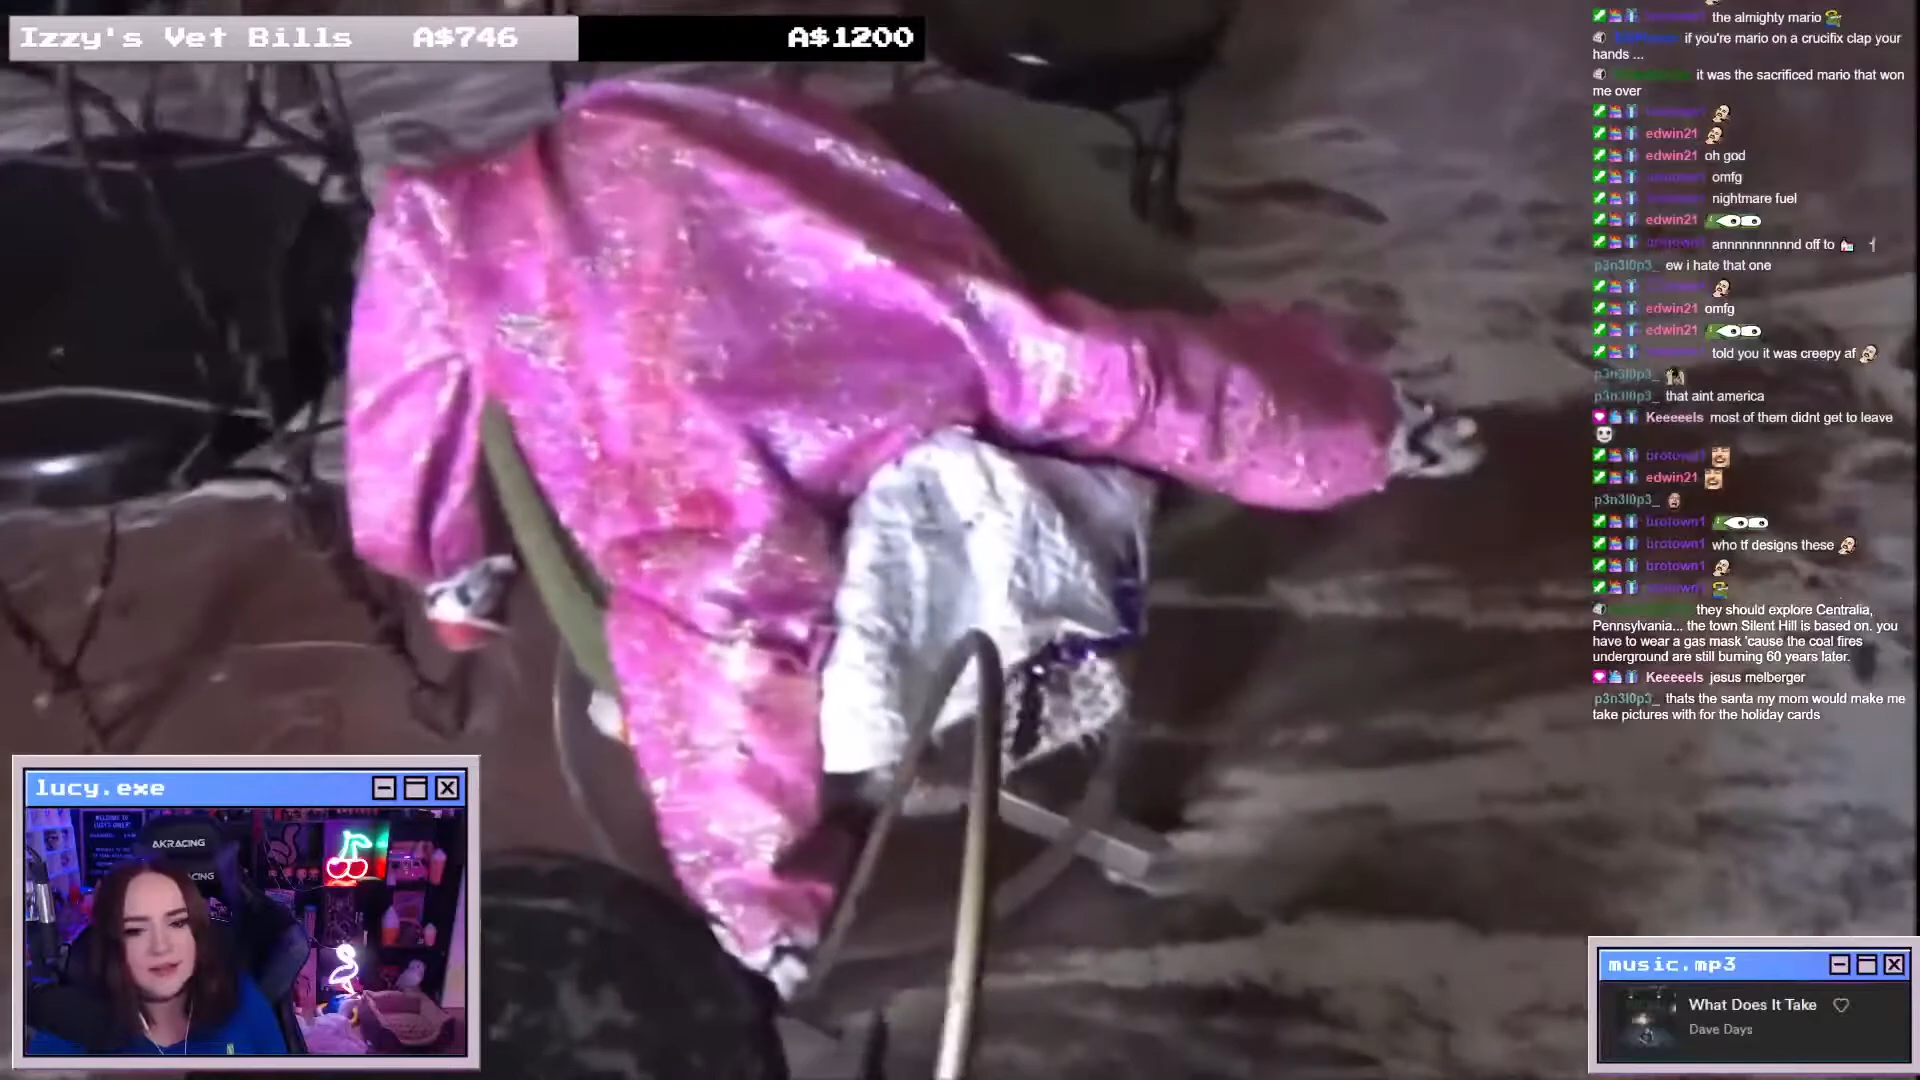 Izzy's Vet Bills A$746 A$1200
the almighty mario
if you're mario on a crucifix clap your
hands ...
it was the sacrificed mario that won
me over
edwin21
edwin21 oh god
omfg
nightmare fuel
edwin21
annnnnnnnnnd off to
p3n3l0p3_ ew i hate that one
edwin21 omfg
edwin21
told you it was creepy af
p3n3l0p3_
p3n3l0p3_ that aint america
Keeeeels most of them didnt get to leave
brotown1
edwin21
p3n3l0p3_
brotown1
brotown1 who tf designs these
brotown1
they should explore Centralia,
Pennsylvania... the town Silent Hill is based on. you
have to wear a gas mask 'cause the coal fires
underground are still burning 60 years later.
Keeeeels jesus melberger
p3n3l0p3_ thats the santa my mom would make me
take pictures with for the holiday cards
lucy.exe
AKRACING
music.mp3
What Does It Take
Dave Days